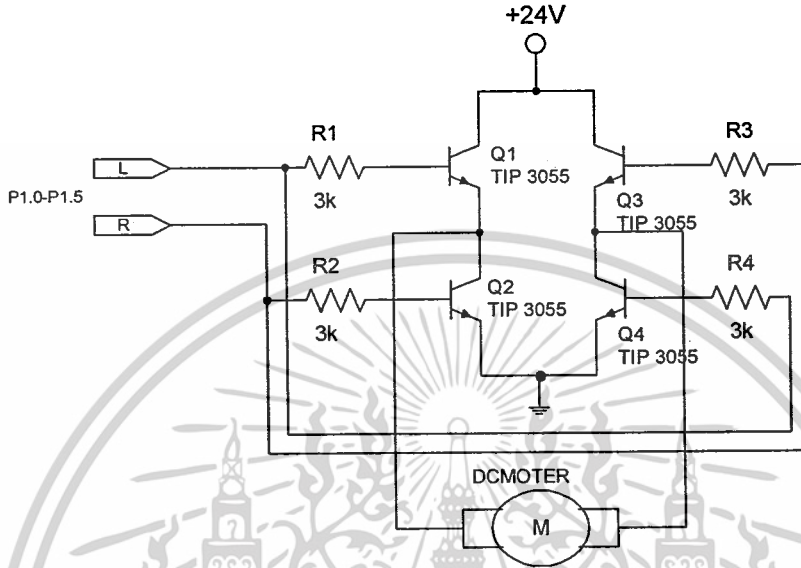 +24V
R1
R3
L
Q1
TIP 3055
3k
3k
P1.0-P1.5
Q3
TIP 3055
R
R2
R4
Q2
TIP 3055
3k
3k
Q4
TIP 3055
DCMOTER
M